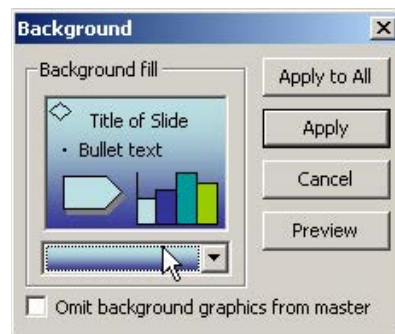 Background
Background fill
Title of Slide
• Bullet text
Apply to All
Apply
Cancel
Preview
Omit background graphics from master